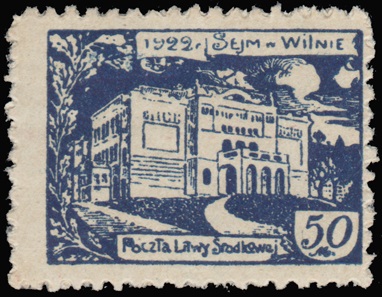 1922 r. SEJM w WILNIE
50
M.
POCZTA LITWY ŚRODKOWEJ